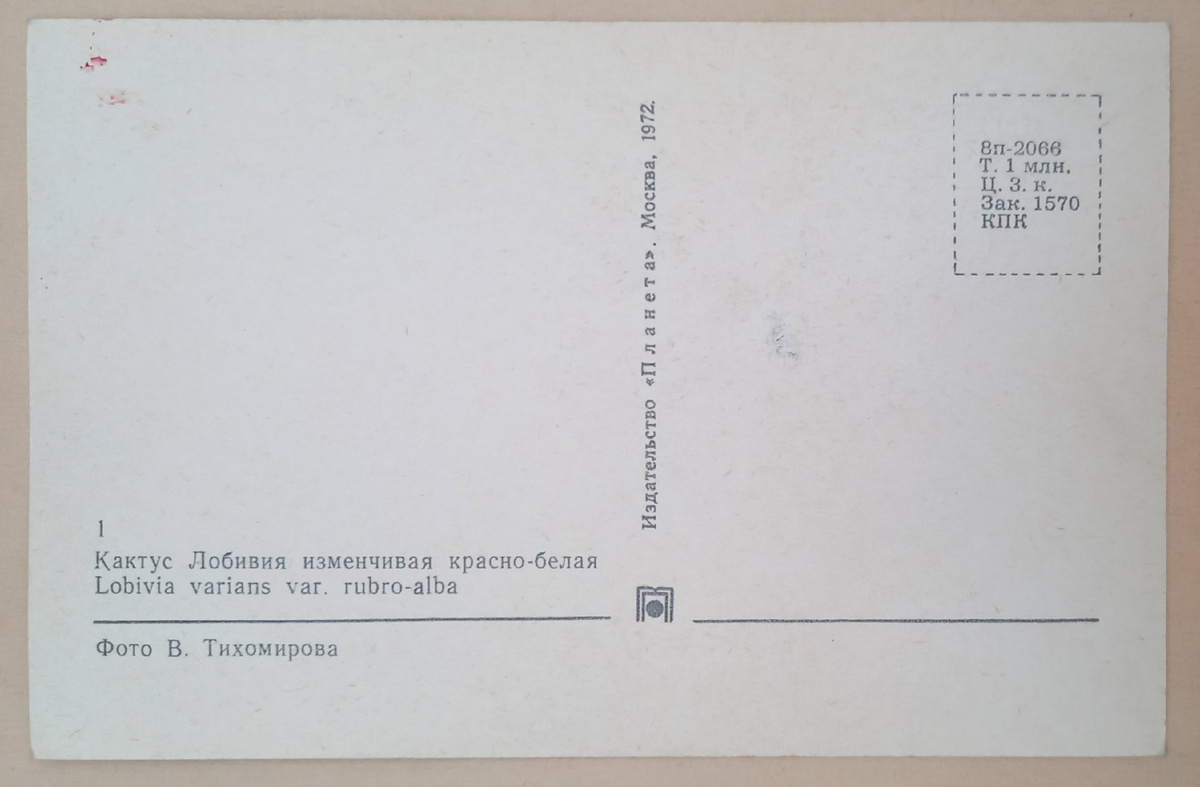 1
Кактус Лобивия изменчивая красно-белая
Lobivia varians var. rubro-alba
Фото В. Тихомирова
Издательство «Планета». Москва, 1972.
8п-2066
Т. 1 млн.
Ц. 3. к.
Зак. 1570
КПК